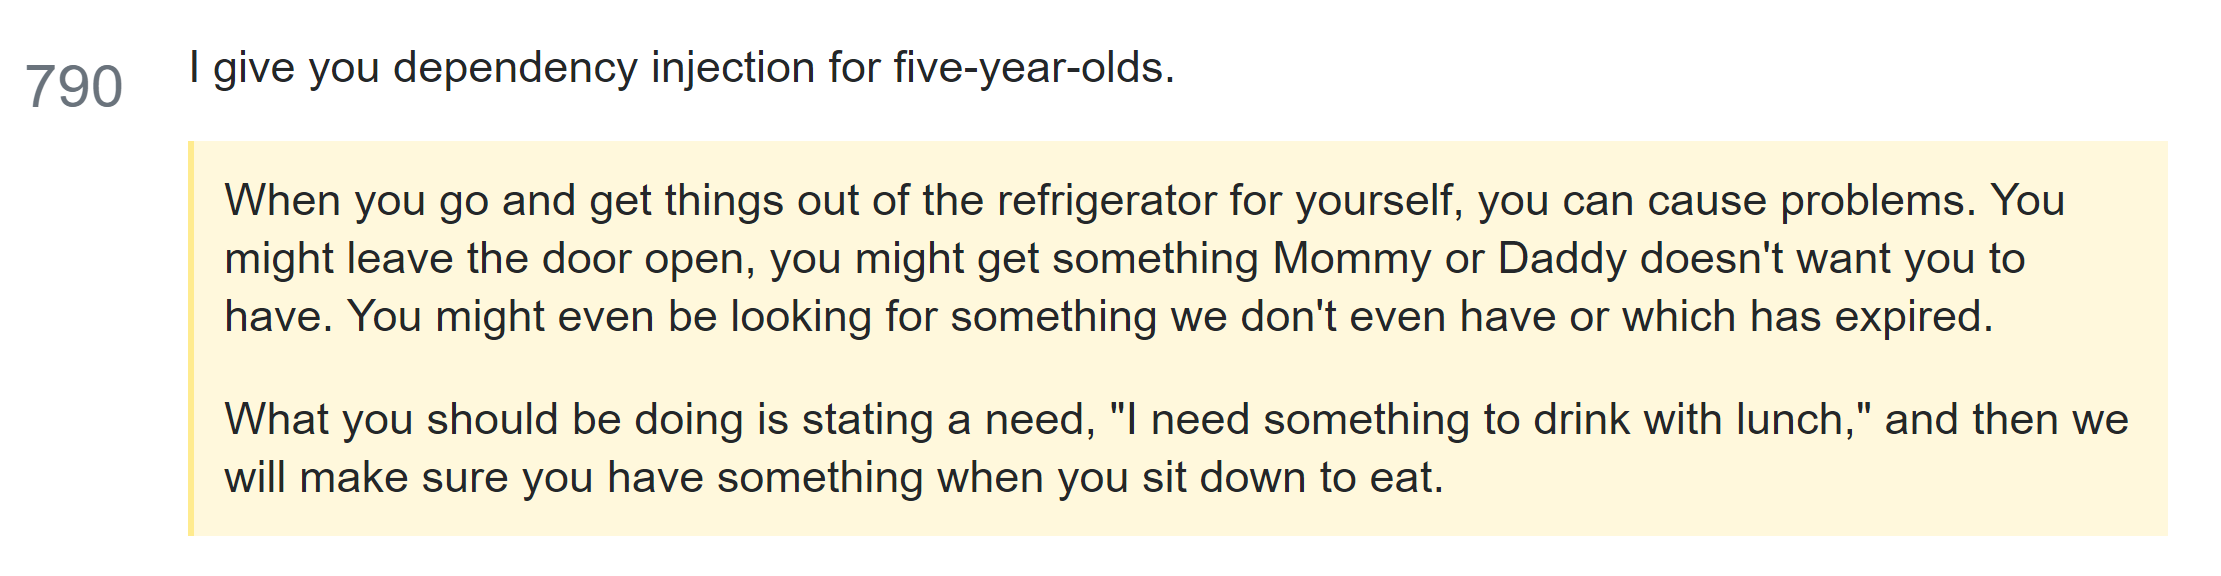 790
I give you dependency injection for five-year-olds.
When you go and get things out of the refrigerator for yourself, you can cause problems. You
might leave the door open, you might get something Mommy or Daddy doesn't want you to
have. You might even be looking for something we don't even have or which has expired.
What you should be doing is stating a need, "I need something to drink with lunch," and then we
will make sure you have something when you sit down to eat.